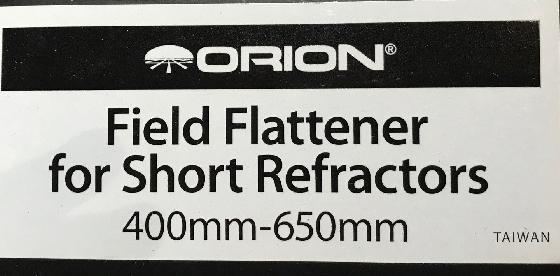 ORION®
Field Flattener
for Short Refractors
400mm-650mm
TAIWAN